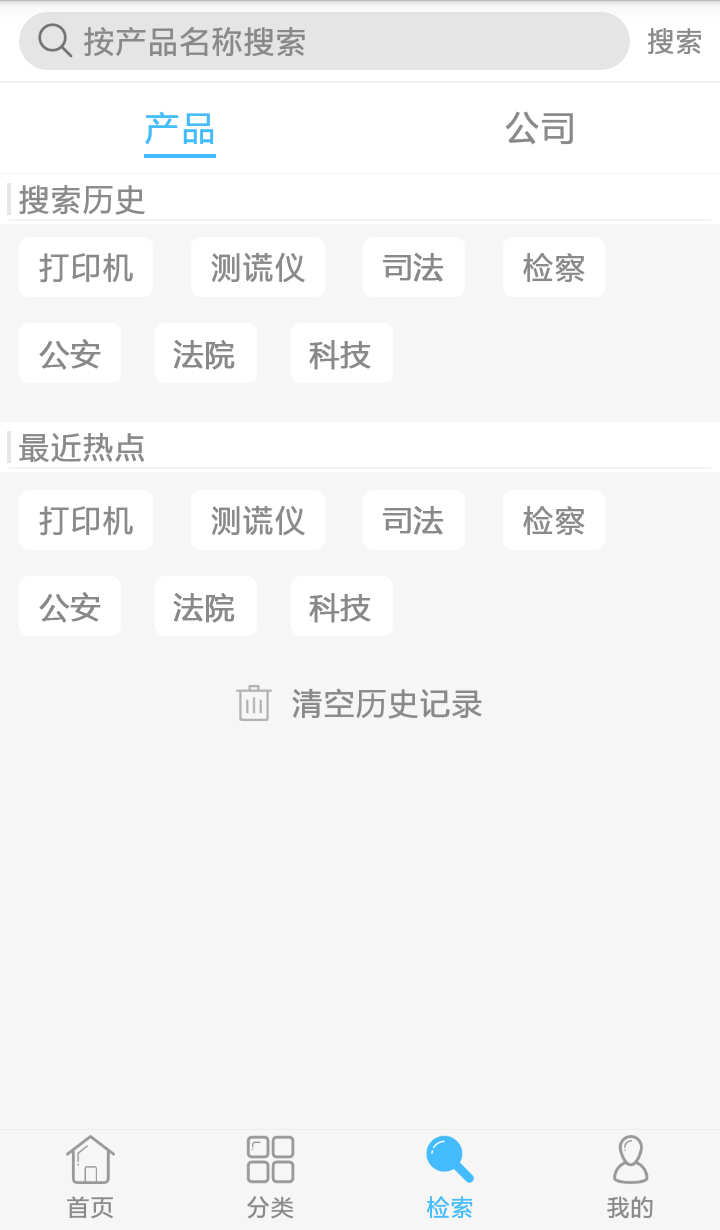 按产品名称搜索 搜索
产品 公司
搜索历史
打印机 测谎仪 司法 检察
公安 法院 科技
最近热点
打印机 测谎仪 司法 检察
公安 法院 科技
清空历史记录
首页 分类 检索 我的